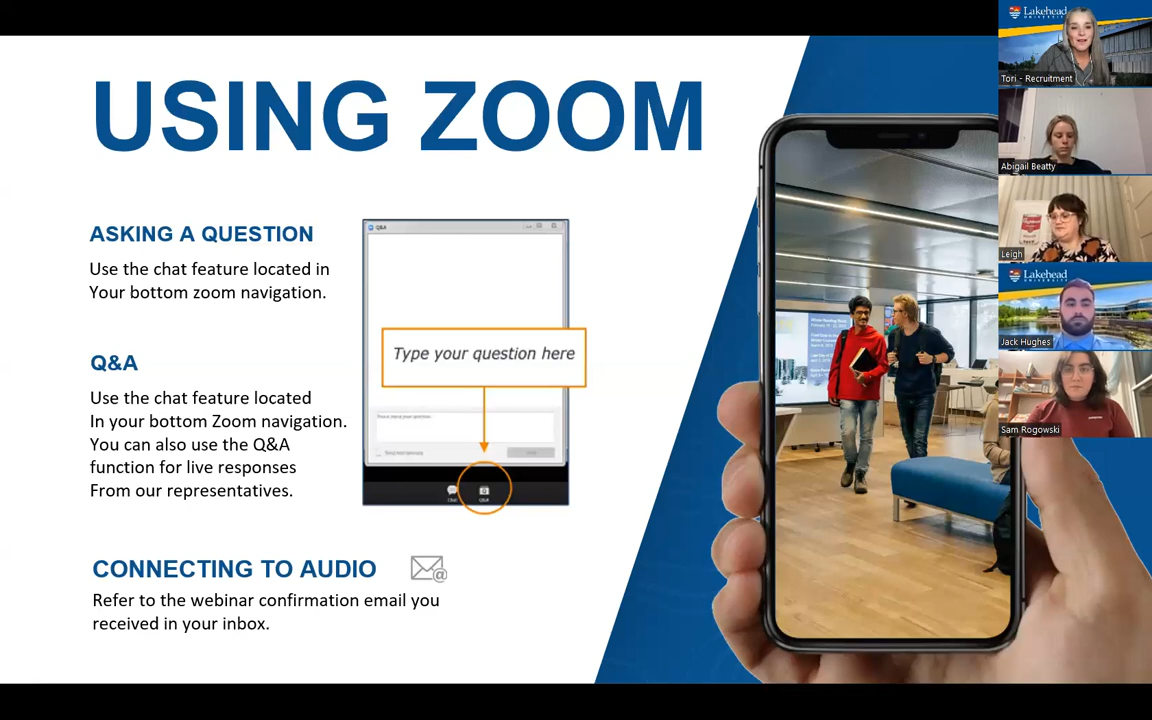 USING ZOOM
ASKING A QUESTION
Use the chat feature located in
Your bottom zoom navigation.
Q&A
Use the chat feature located
In your bottom Zoom navigation.
You can also use the Q&A
function for live responses
From our representatives.
CONNECTING TO AUDIO
Refer to the webinar confirmation email you
received in your inbox.
Q&A
Type your question here
Chat
Q&A
Lakehead
UNIVERSITY
Tori - Recruitment
Abigail Beatty
Leigh
Lakehead
UNIVERSITY
Jack Hughes
Sam Rogowski